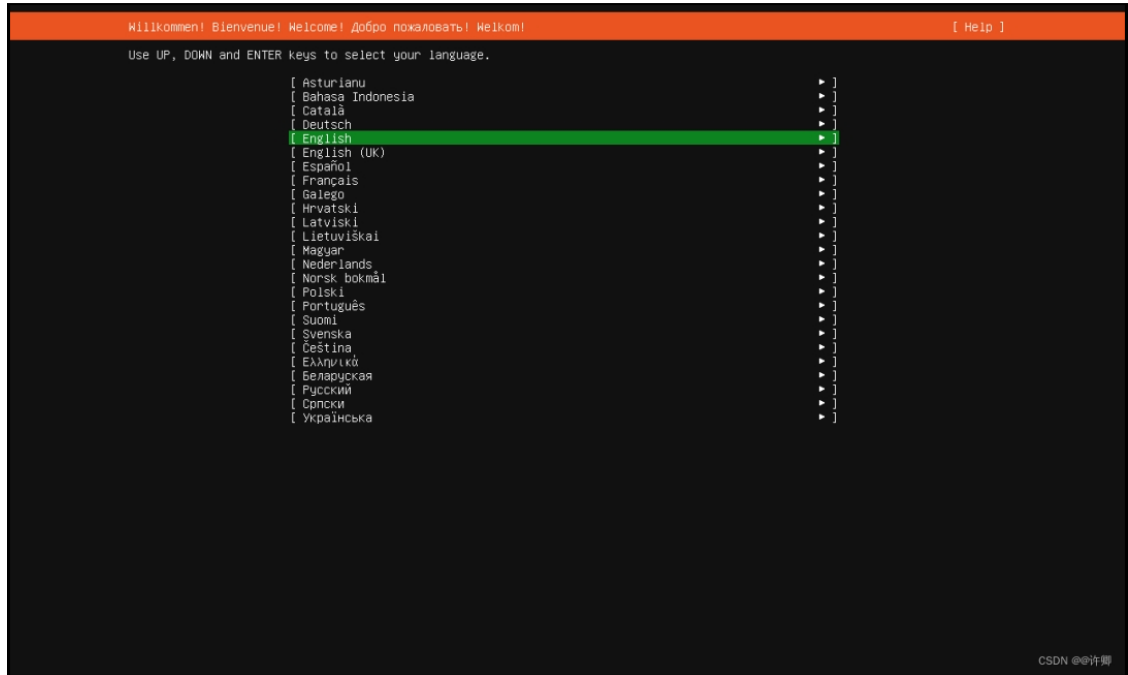 Willkommen! Bienvenue! Welcome! Добро пожаловать! Welkom! [ Help ]
Use UP, DOWN and ENTER keys to select your language.
[ Asturianu ► ]
[ Bahasa Indonesia ► ]
[ Català ► ]
[ Deutsch ► ]
[ English ► ]
[ English (UK) ► ]
[ Español ► ]
[ Français ► ]
[ Galego ► ]
[ Hrvatski ► ]
[ Latviski ► ]
[ Lietuviškai ► ]
[ Magyar ► ]
[ Nederlands ► ]
[ Norsk bokmål ► ]
[ Polski ► ]
[ Português ► ]
[ Suomi ► ]
[ Svenska ► ]
[ Čeština ► ]
[ Ελληνικά ► ]
[ Беларуская ► ]
[ Русский ► ]
[ Српски ► ]
[ Українська ► ]
CSDN @@许卿